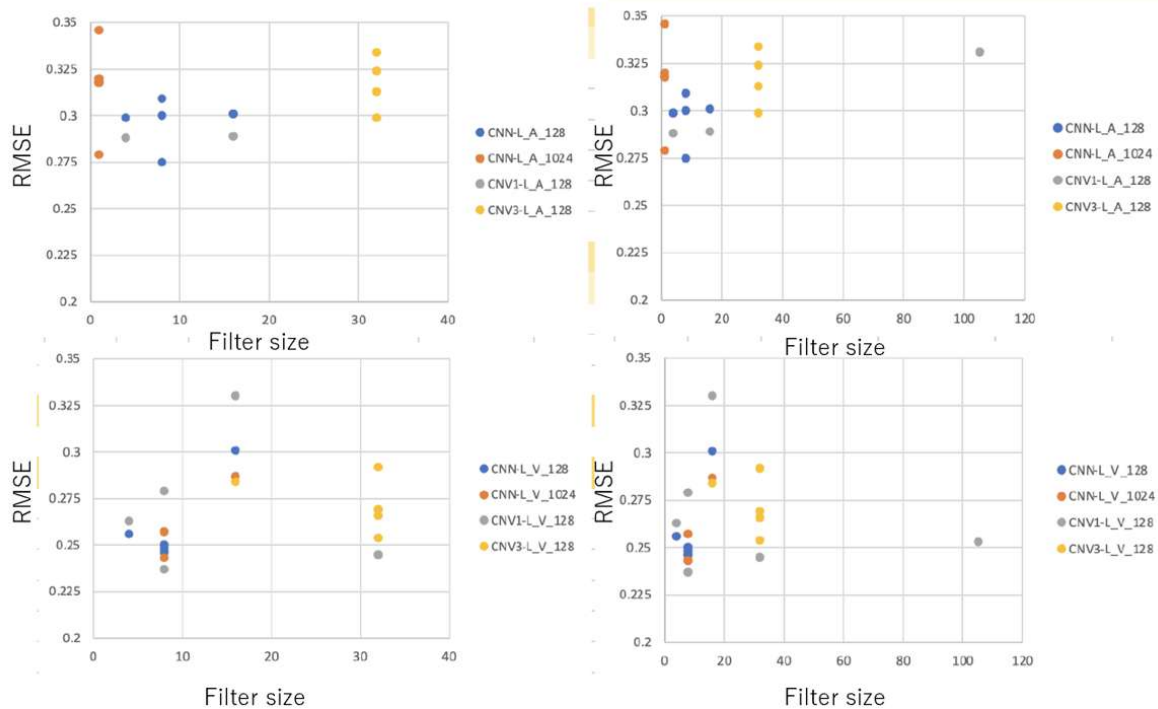 0.35
0.325
0.3
0.275
0.25
0.225
0.2
RMSE
0 10 20 30 40
Filter size
CNN-L_A_128
CNN-L_A_1024
CNV1-L_A_128
CNV3-L_A_128
0.35
0.325
0.3
0.275
0.25
0.225
0.2
RMSE
0 20 40 60 80 100 120
Filter size
CNN-L_A_128
CNN-L_A_1024
CNV1-L_A_128
CNV3-L_A_128
0.35
0.325
0.3
0.275
0.25
0.225
0.2
RMSE
0 10 20 30 40
Filter size
CNN-L_V_128
CNN-L_V_1024
CNV1-L_V_128
CNV3-L_V_128
0.35
0.325
0.3
0.275
0.25
0.225
0.2
RMSE
0 20 40 60 80 100 120
Filter size
CNN-L_V_128
CNN-L_V_1024
CNV1-L_V_128
CNV3-L_V_128